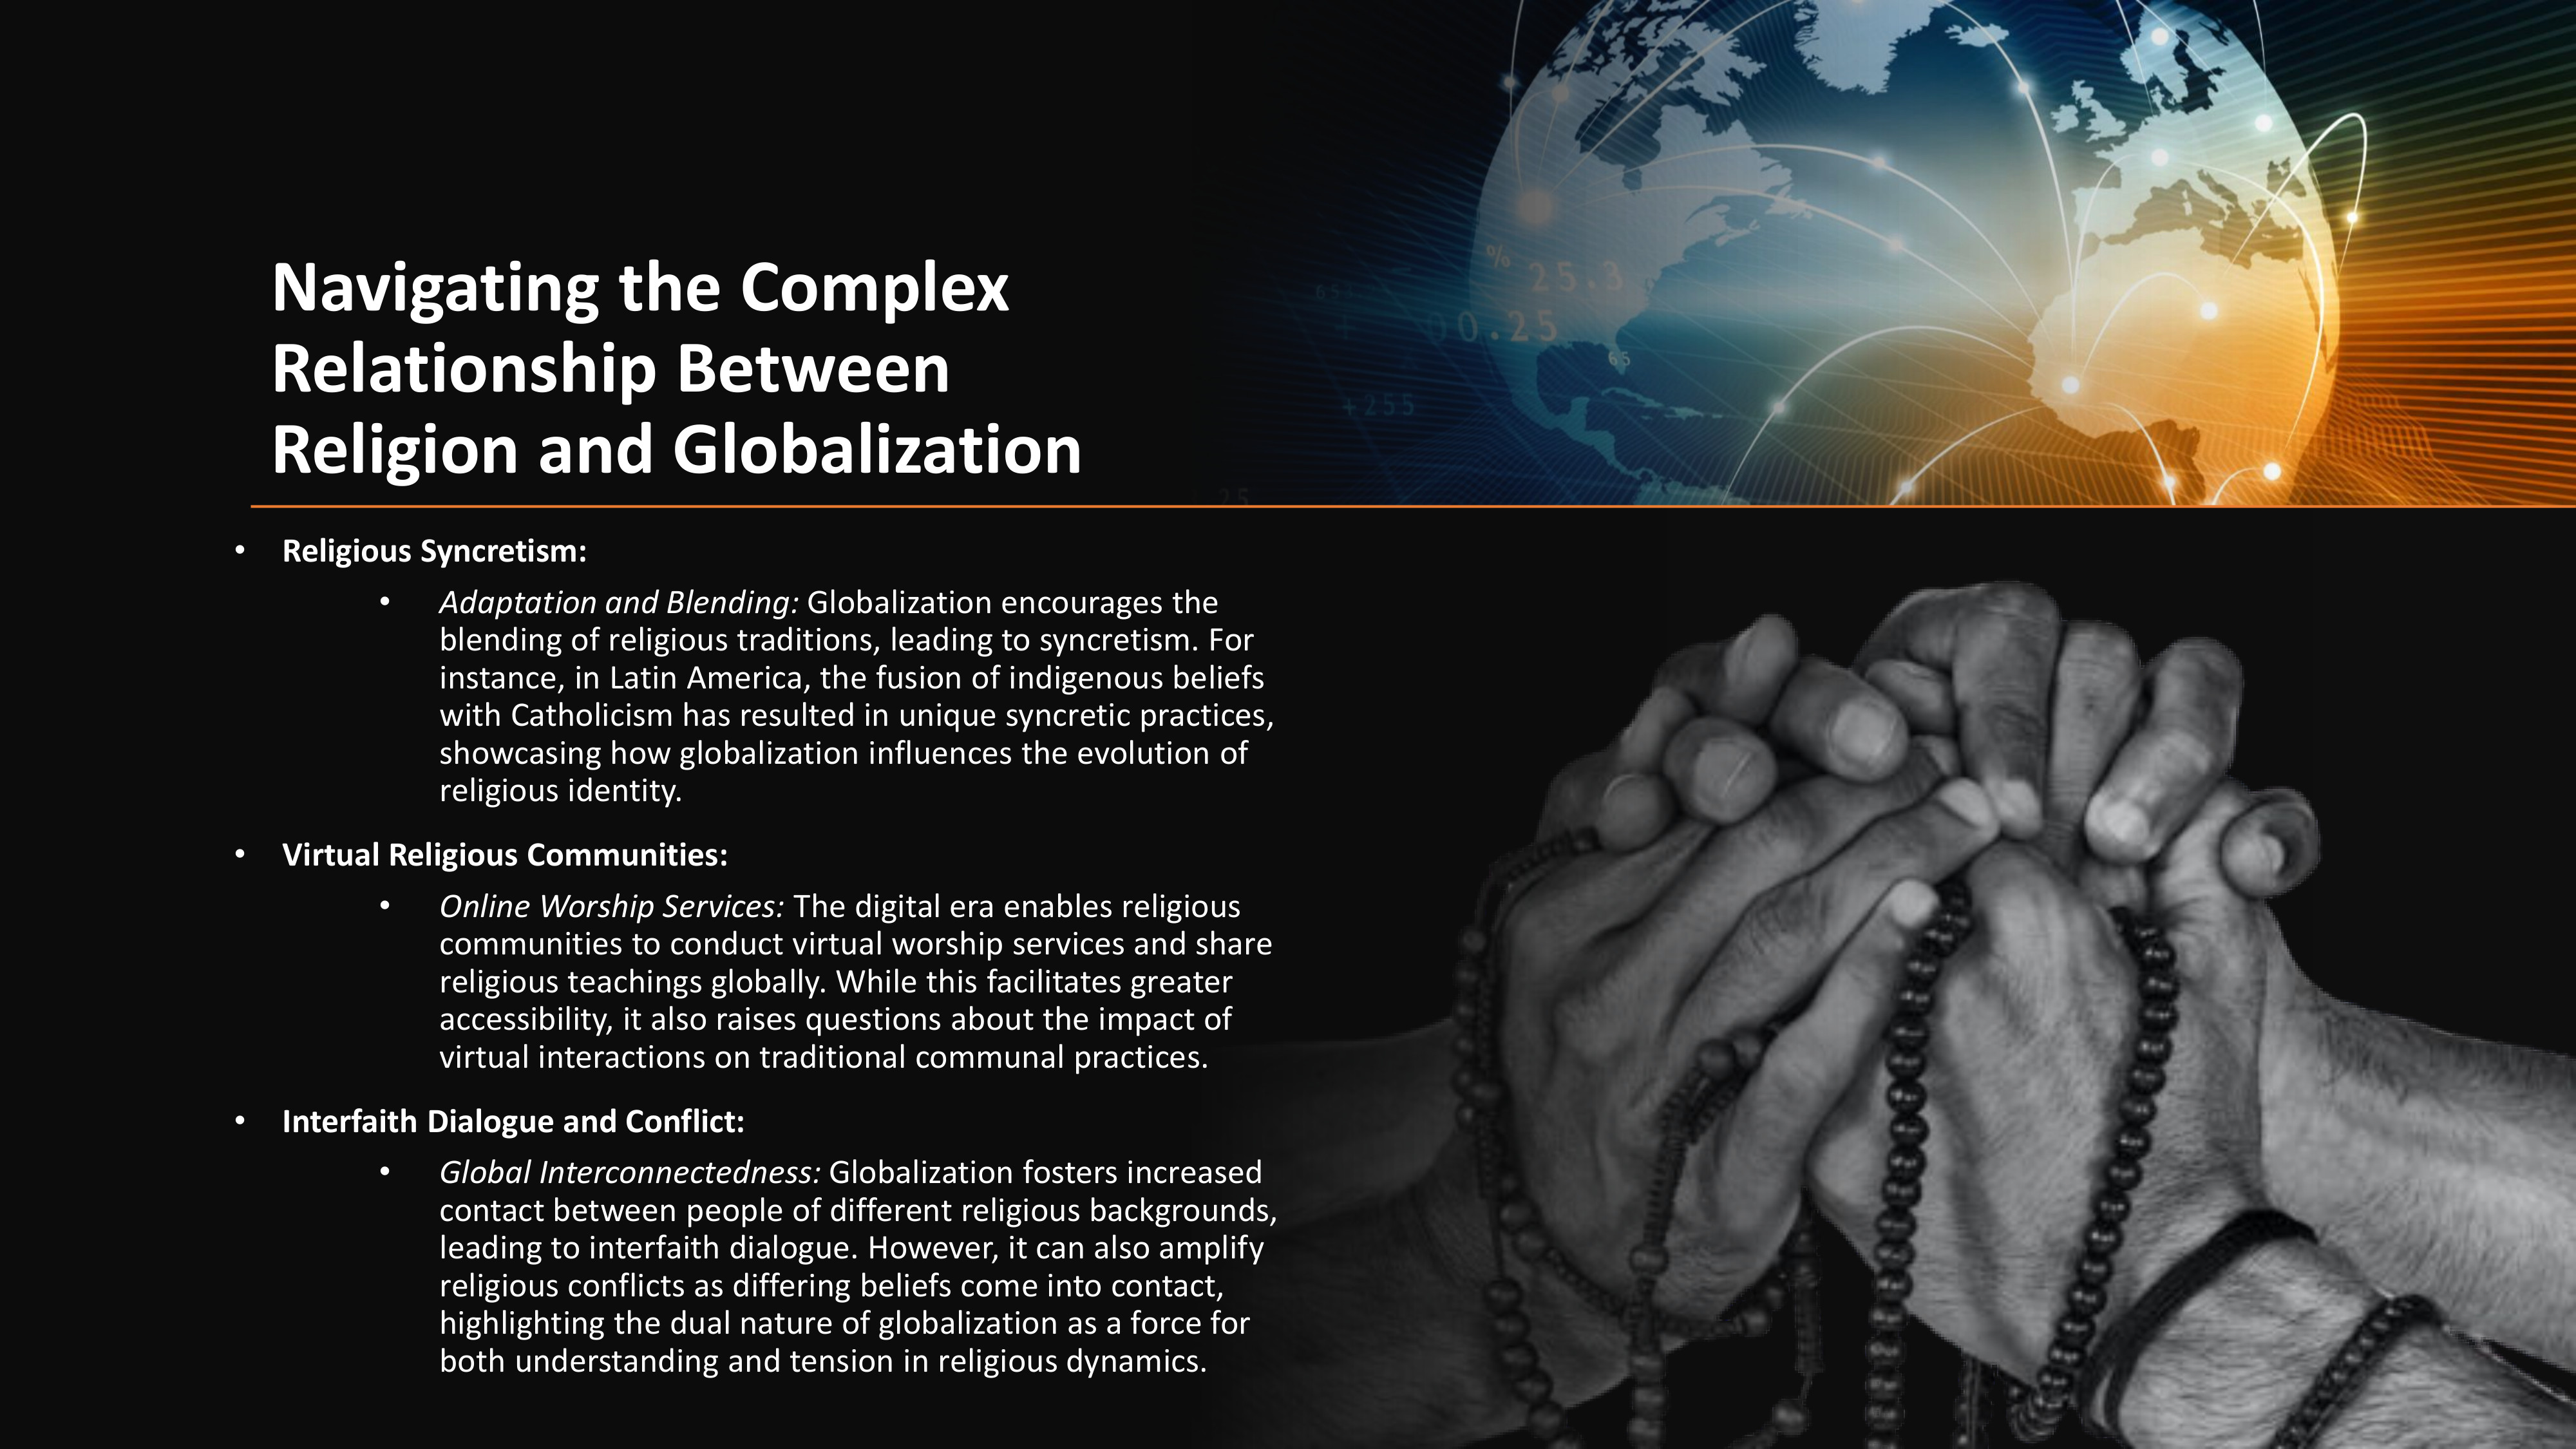 Navigating the Complex
Relationship Between
Religion and Globalization
% 25.3
00.25
65
+255
25
• Religious Syncretism:
• Adaptation and Blending: Globalization encourages the
blending of religious traditions, leading to syncretism. For
instance, in Latin America, the fusion of indigenous beliefs
with Catholicism has resulted in unique syncretic practices,
showcasing how globalization influences the evolution of
religious identity.
• Virtual Religious Communities:
• Online Worship Services: The digital era enables religious
communities to conduct virtual worship services and share
religious teachings globally. While this facilitates greater
accessibility, it also raises questions about the impact of
virtual interactions on traditional communal practices.
• Interfaith Dialogue and Conflict:
• Global Interconnectedness: Globalization fosters increased
contact between people of different religious backgrounds,
leading to interfaith dialogue. However, it can also amplify
religious conflicts as differing beliefs come into contact,
highlighting the dual nature of globalization as a force for
both understanding and tension in religious dynamics.